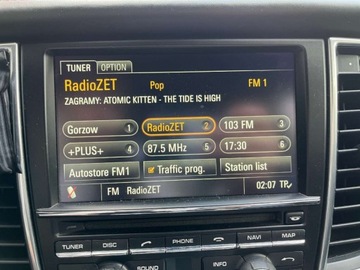 TUNER OPTION
RadioZET Pop FM 1
ZAGRAMY: ATOMIC KITTEN - THE TIDE IS HIGH
Gorzow 1 RadioZET 2 103 FM 3
+PLUS+ 4 87.5 MHz 5 17:30 6
Autostore FM1 Traffic prog. Station list
FM RadioZET 02:07 TP
TUNER DISC PHONE NAVI MAP
SOUND